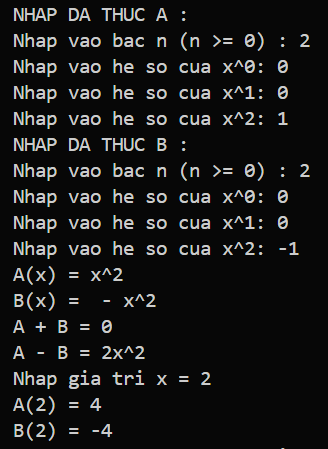 NHAP DA THUC A :
Nhap vao bac n (n >= 0) : 2
Nhap vao he so cua x^0: 0
Nhap vao he so cua x^1: 0
Nhap vao he so cua x^2: 1
NHAP DA THUC B :
Nhap vao bac n (n >= 0) : 2
Nhap vao he so cua x^0: 0
Nhap vao he so cua x^1: 0
Nhap vao he so cua x^2: -1
A(x) = x^2
B(x) =  - x^2
A + B = 0
A - B = 2x^2
Nhap gia tri x = 2
A(2) = 4
B(2) = -4